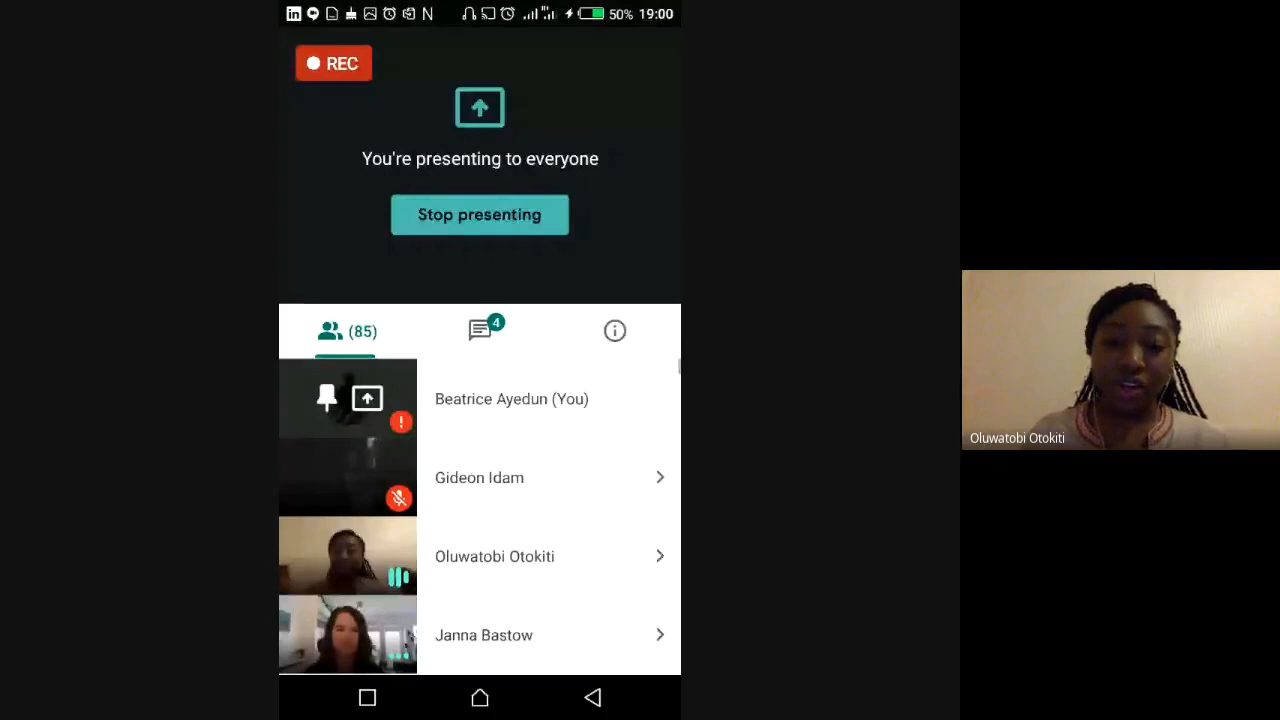 in N 50% 19:00
REC
You're presenting to everyone
Stop presenting
(85) 4
Beatrice Ayedun (You)
Gideon Idam
Oluwatobi Otokiti
Janna Bastow
Oluwatobi Otokiti